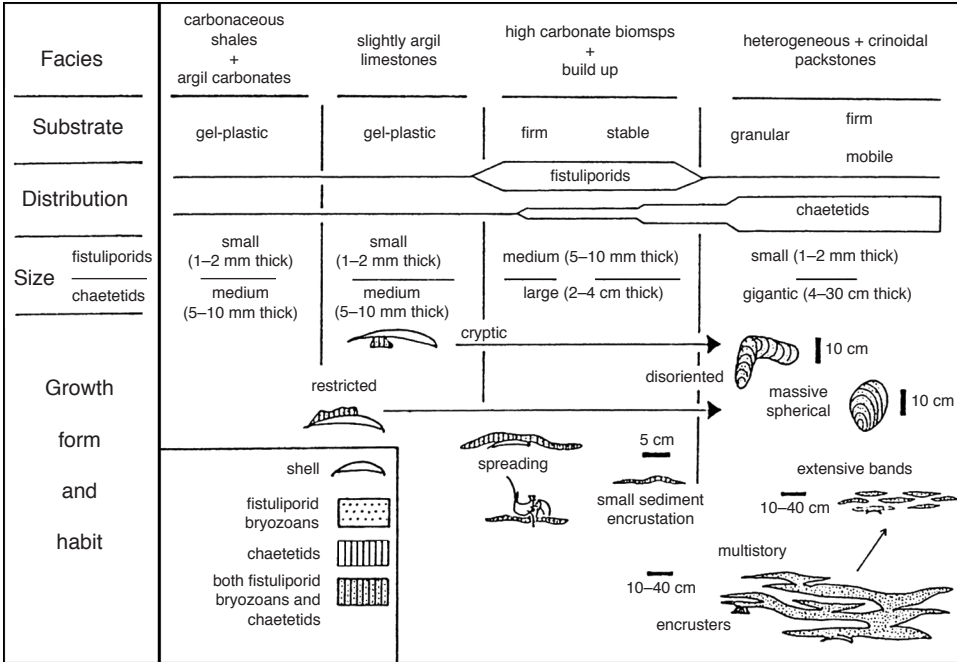 Facies
carbonaceous
shales
+
argil carbonates
slightly argil
limestones
high carbonate biomsps
+
build up
heterogeneous + crinoidal
packstones
Substrate
gel-plastic
gel-plastic
firm
stable
granular
firm
mobile
Distribution
fistuliporids
chaetetids
Size
fistuliporids
chaetetids
small
(1–2 mm thick)
medium
(5–10 mm thick)
small
(1–2 mm thick)
medium
(5–10 mm thick)
medium (5–10 mm thick)
large (2–4 cm thick)
small (1–2 mm thick)
gigantic (4–30 cm thick)
Growth
form
and
habit
cryptic
restricted
disoriented
10 cm
massive
spherical
10 cm
spreading
5 cm
small sediment
encrustation
extensive bands
10–40 cm
multistory
10–40 cm
encrusters
shell
fistuliporid
bryozoans
chaetetids
both fistuliporid
bryozoans and
chaetetids